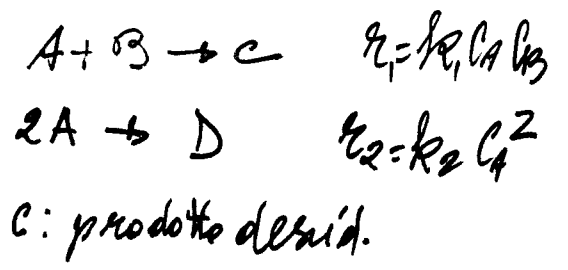 A + B → C r₁ = k₁ C_A C_B
2A → D r₂ = k₂ C_A²
C: prodotto desid.